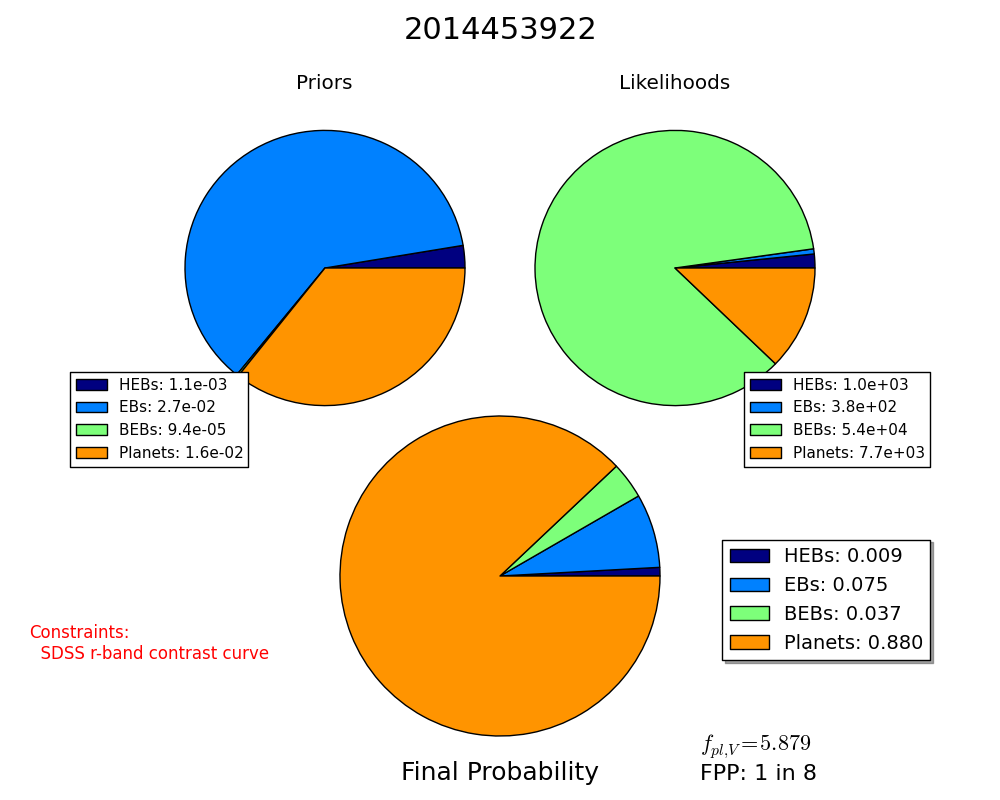 2014453922
Priors
Likelihoods
HEBs: 1.1e-03
EBs: 2.7e-02
BEBs: 9.4e-05
Planets: 1.6e-02
HEBs: 1.0e+03
EBs: 3.8e+02
BEBs: 5.4e+04
Planets: 7.7e+03
HEBs: 0.009
EBs: 0.075
BEBs: 0.037
Planets: 0.880
Constraints:
SDSS r-band contrast curve
f_{pl,V}=5.879
Final Probability
FPP: 1 in 8